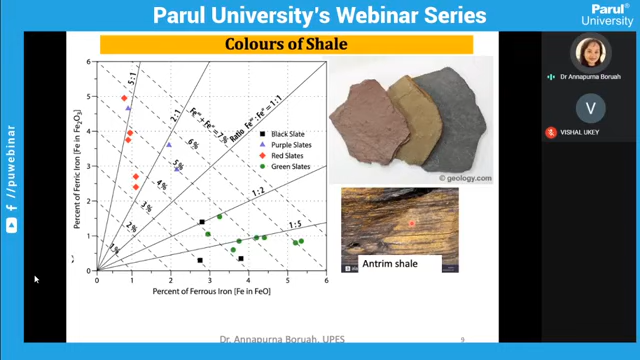 Parul University's Webinar Series
Parul®
University
Colours of Shale
6
5
4
3
2
1
0
Percent of Ferric Iron [Fe in Fe2O3]
5:1
2:1
Fe''' + Fe'' = 7%
Ratio Fe''' : Fe'' = 1:1
6%
5%
4%
3%
2%
1%
1:2
1:5
Black Slate
Purple Slates
Red Slates
Green Slates
0 1 2 3 4 5 6
Percent of Ferrous Iron [Fe in FeO]
© geology.com
Antrim shale
Dr. Annapurna Boruah, UPES
9
Dr Annapurna Boruah
V
VISHAL UKEY
f // /puwebinar